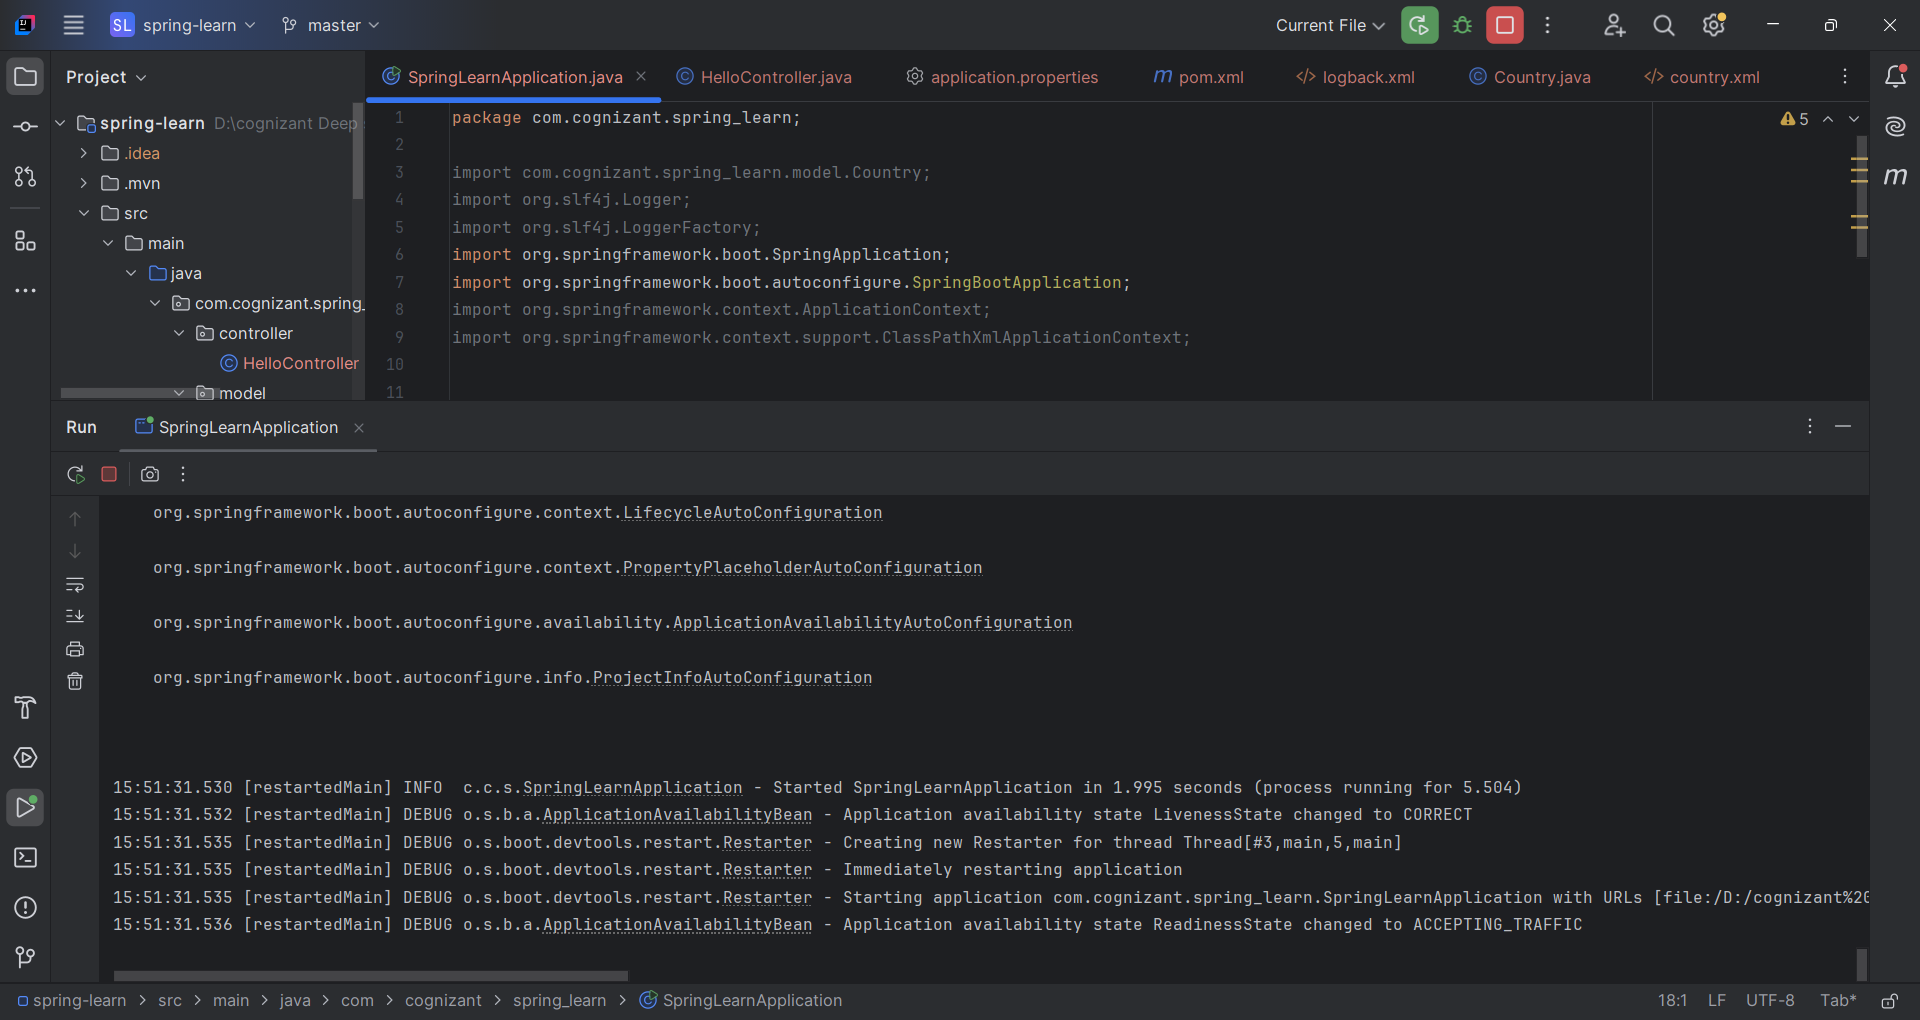 SL spring-learn master Current File
Project
SpringLearnApplication.java HelloController.java application.properties pom.xml logback.xml Country.java country.xml
spring-learn D:\cognizant Deep
.idea
.mvn
src
main
java
com.cognizant.spring_
controller
HelloController
model
5
1 package com.cognizant.spring_learn;
2
3 import com.cognizant.spring_learn.model.Country;
4 import org.slf4j.Logger;
5 import org.slf4j.LoggerFactory;
6 import org.springframework.boot.SpringApplication;
7 import org.springframework.boot.autoconfigure.SpringBootApplication;
8 import org.springframework.context.ApplicationContext;
9 import org.springframework.context.support.ClassPathXmlApplicationContext;
10
11
Run SpringLearnApplication
org.springframework.boot.autoconfigure.context.LifecycleAutoConfiguration
org.springframework.boot.autoconfigure.context.PropertyPlaceholderAutoConfiguration
org.springframework.boot.autoconfigure.availability.ApplicationAvailabilityAutoConfiguration
org.springframework.boot.autoconfigure.info.ProjectInfoAutoConfiguration
15:51:31.530 [restartedMain] INFO  c.c.s.SpringLearnApplication - Started SpringLearnApplication in 1.995 seconds (process running for 5.504)
15:51:31.532 [restartedMain] DEBUG o.s.b.a.ApplicationAvailabilityBean - Application availability state LivenessState changed to CORRECT
15:51:31.535 [restartedMain] DEBUG o.s.boot.devtools.restart.Restarter - Creating new Restarter for thread Thread[#3,main,5,main]
15:51:31.535 [restartedMain] DEBUG o.s.boot.devtools.restart.Restarter - Immediately restarting application
15:51:31.535 [restartedMain] DEBUG o.s.boot.devtools.restart.Restarter - Starting application com.cognizant.spring_learn.SpringLearnApplication with URLs [file:/D:/cognizant%20
15:51:31.536 [restartedMain] DEBUG o.s.b.a.ApplicationAvailabilityBean - Application availability state ReadinessState changed to ACCEPTING_TRAFFIC
spring-learn > src > main > java > com > cognizant > spring_learn > SpringLearnApplication 18:1 LF UTF-8 Tab*